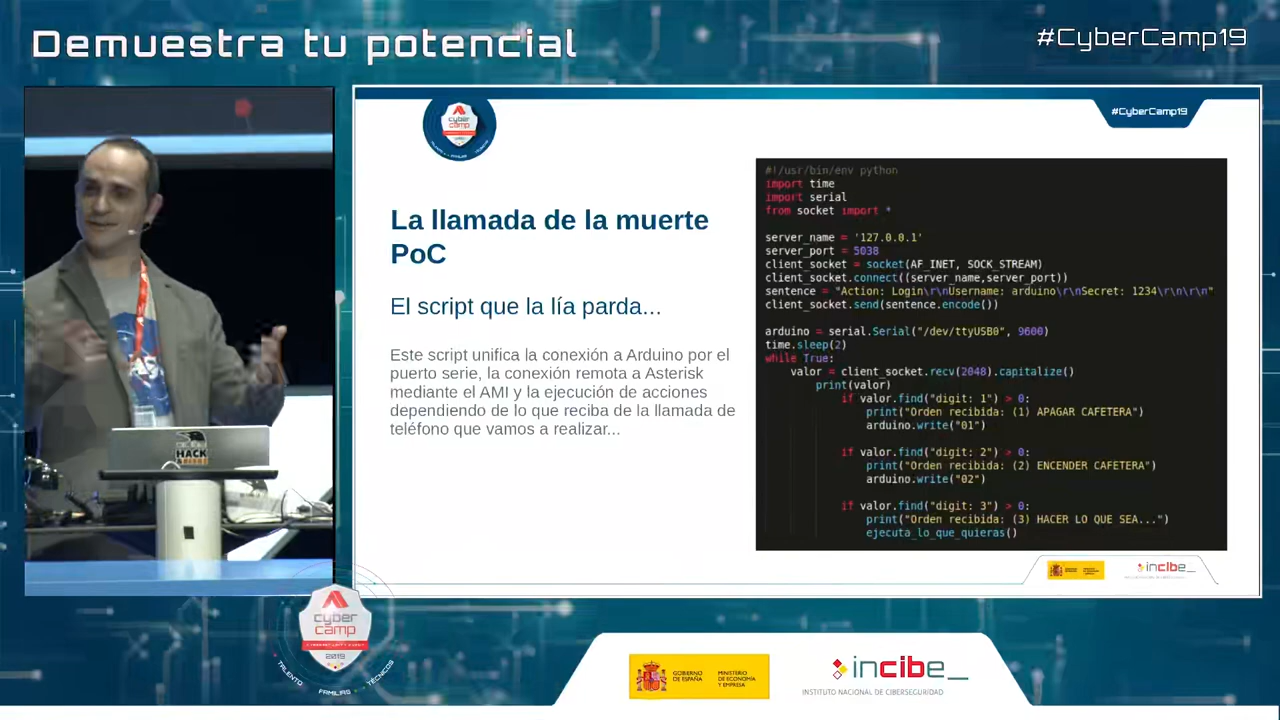 Demuestra tu potencial
#CyberCamp19
#CyberCamp19
cyber
camp
La llamada de la muerte
PoC
El script que la lía parda...
Este script unifica la conexión a Arduino por el
puerto serie, la conexión remota a Asterisk
mediante el AMI y la ejecución de acciones
dependiendo de lo que reciba de la llamada de
teléfono que vamos a realizar...
#!/usr/bin/env python
import time
import serial
from socket import *
server_name = '127.0.0.1'
server_port = 5038
client_socket = socket(AF_INET, SOCK_STREAM)
client_socket.connect((server_name,server_port))
sentence = "Action: Login\r\nUsername: arduino\r\nSecret: 1234\r\n\r\n"
client_socket.send(sentence.encode())
arduino = serial.Serial("/dev/ttyUSB0", 9600)
time.sleep(2)
while True:
valor = client_socket.recv(2048).capitalize()
print(valor)
if valor.find("digit: 1") > 0:
print("Orden recibida: (1) APAGAR CAFETERA")
arduino.write("01")
if valor.find("digit: 2") > 0:
print("Orden recibida: (2) ENCENDER CAFETERA")
arduino.write("02")
if valor.find("digit: 3") > 0:
print("Orden recibida: (3) HACER LO QUE SEA...")
ejecuta_lo_que_quieras()
HACK
incibe_
cyber
camp
2019
TALENTO FAMILIAS TÉCNICOS
GOBIERNO
DE ESPAÑA
MINISTERIO
DE ECONOMÍA
Y EMPRESA
incibe_
INSTITUTO NACIONAL DE CIBERSEGURIDAD